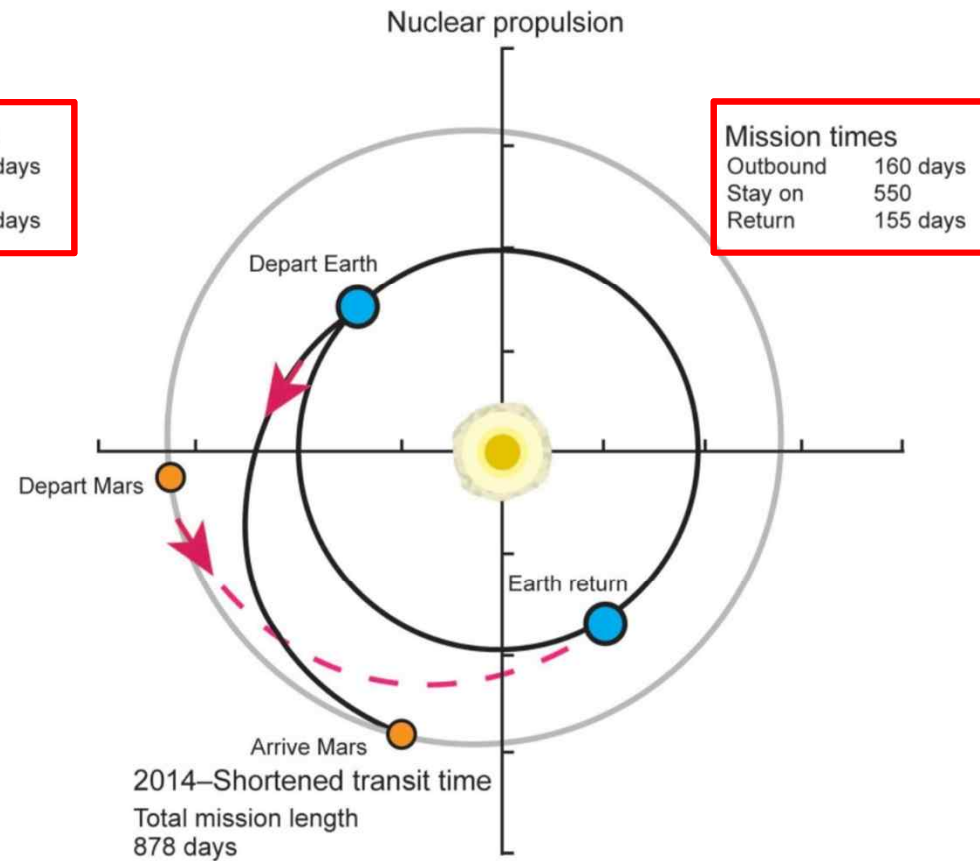 Nuclear propulsion
days
days
Mission times
Outbound 160 days
Stay on 550
Return 155 days
Depart Earth
Depart Mars
Earth return
Arrive Mars
2014–Shortened transit time
Total mission length
878 days